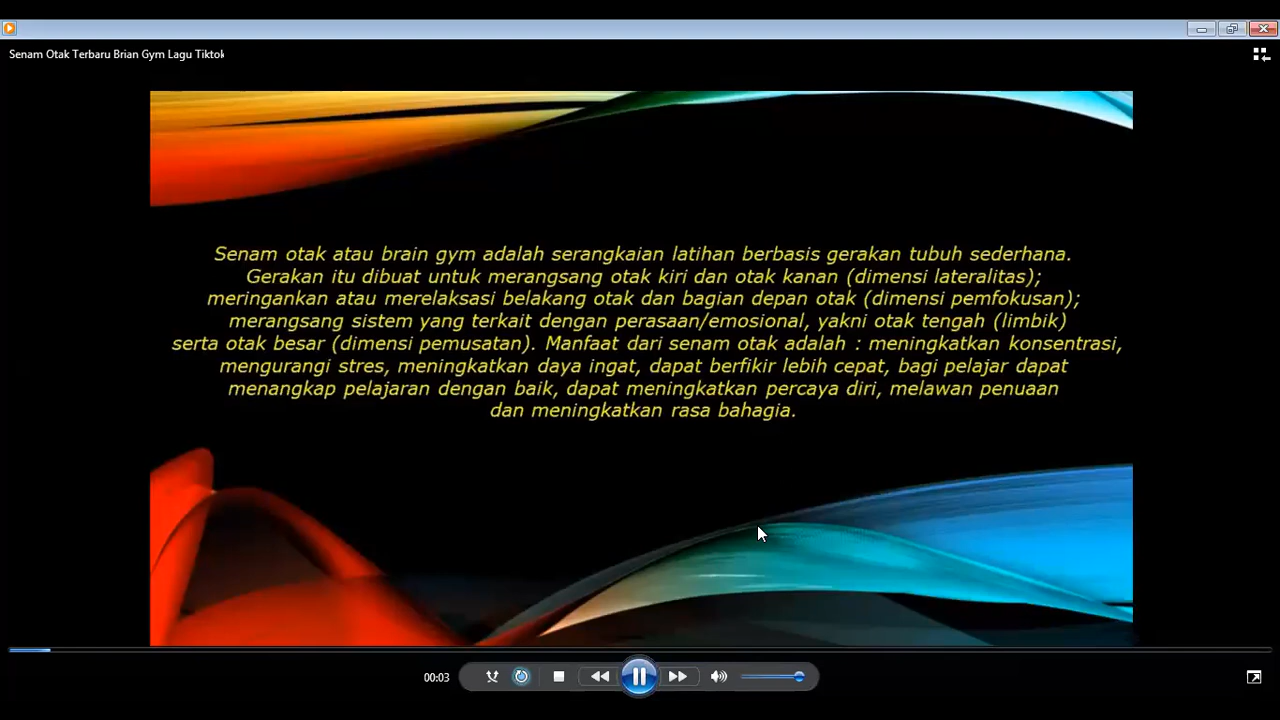 Senam Otak Terbaru Brian Gym Lagu Tiktok
Senam otak atau brain gym adalah serangkaian latihan berbasis gerakan tubuh sederhana.
Gerakan itu dibuat untuk merangsang otak kiri dan otak kanan (dimensi lateralitas);
meringankan atau merelaksasi belakang otak dan bagian depan otak (dimensi pemfokusan);
merangsang sistem yang terkait dengan perasaan/emosional, yakni otak tengah (limbik)
serta otak besar (dimensi pemusatan). Manfaat dari senam otak adalah : meningkatkan konsentrasi,
mengurangi stres, meningkatkan daya ingat, dapat berfikir lebih cepat, bagi pelajar dapat
menangkap pelajaran dengan baik, dapat meningkatkan percaya diri, melawan penuaan
dan meningkatkan rasa bahagia.
00:03